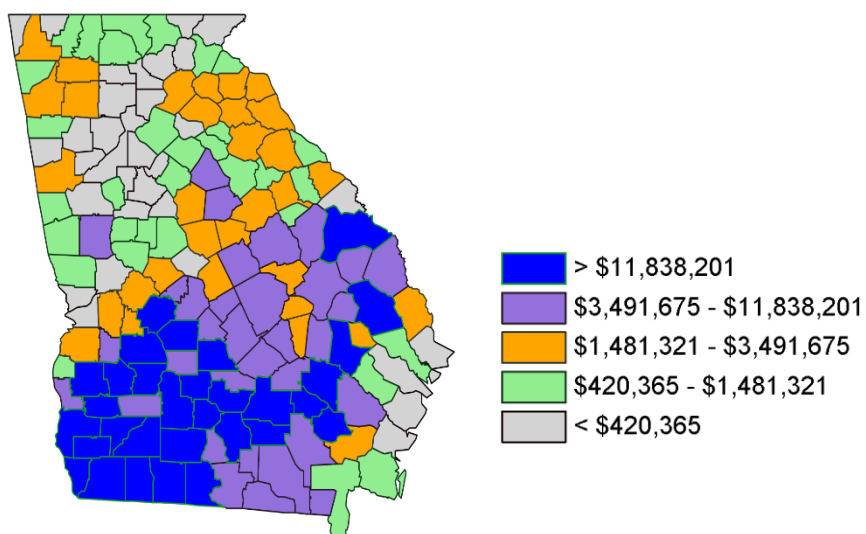 > $11,838,201
$3,491,675 - $11,838,201
$1,481,321 - $3,491,675
$420,365 - $1,481,321
< $420,365